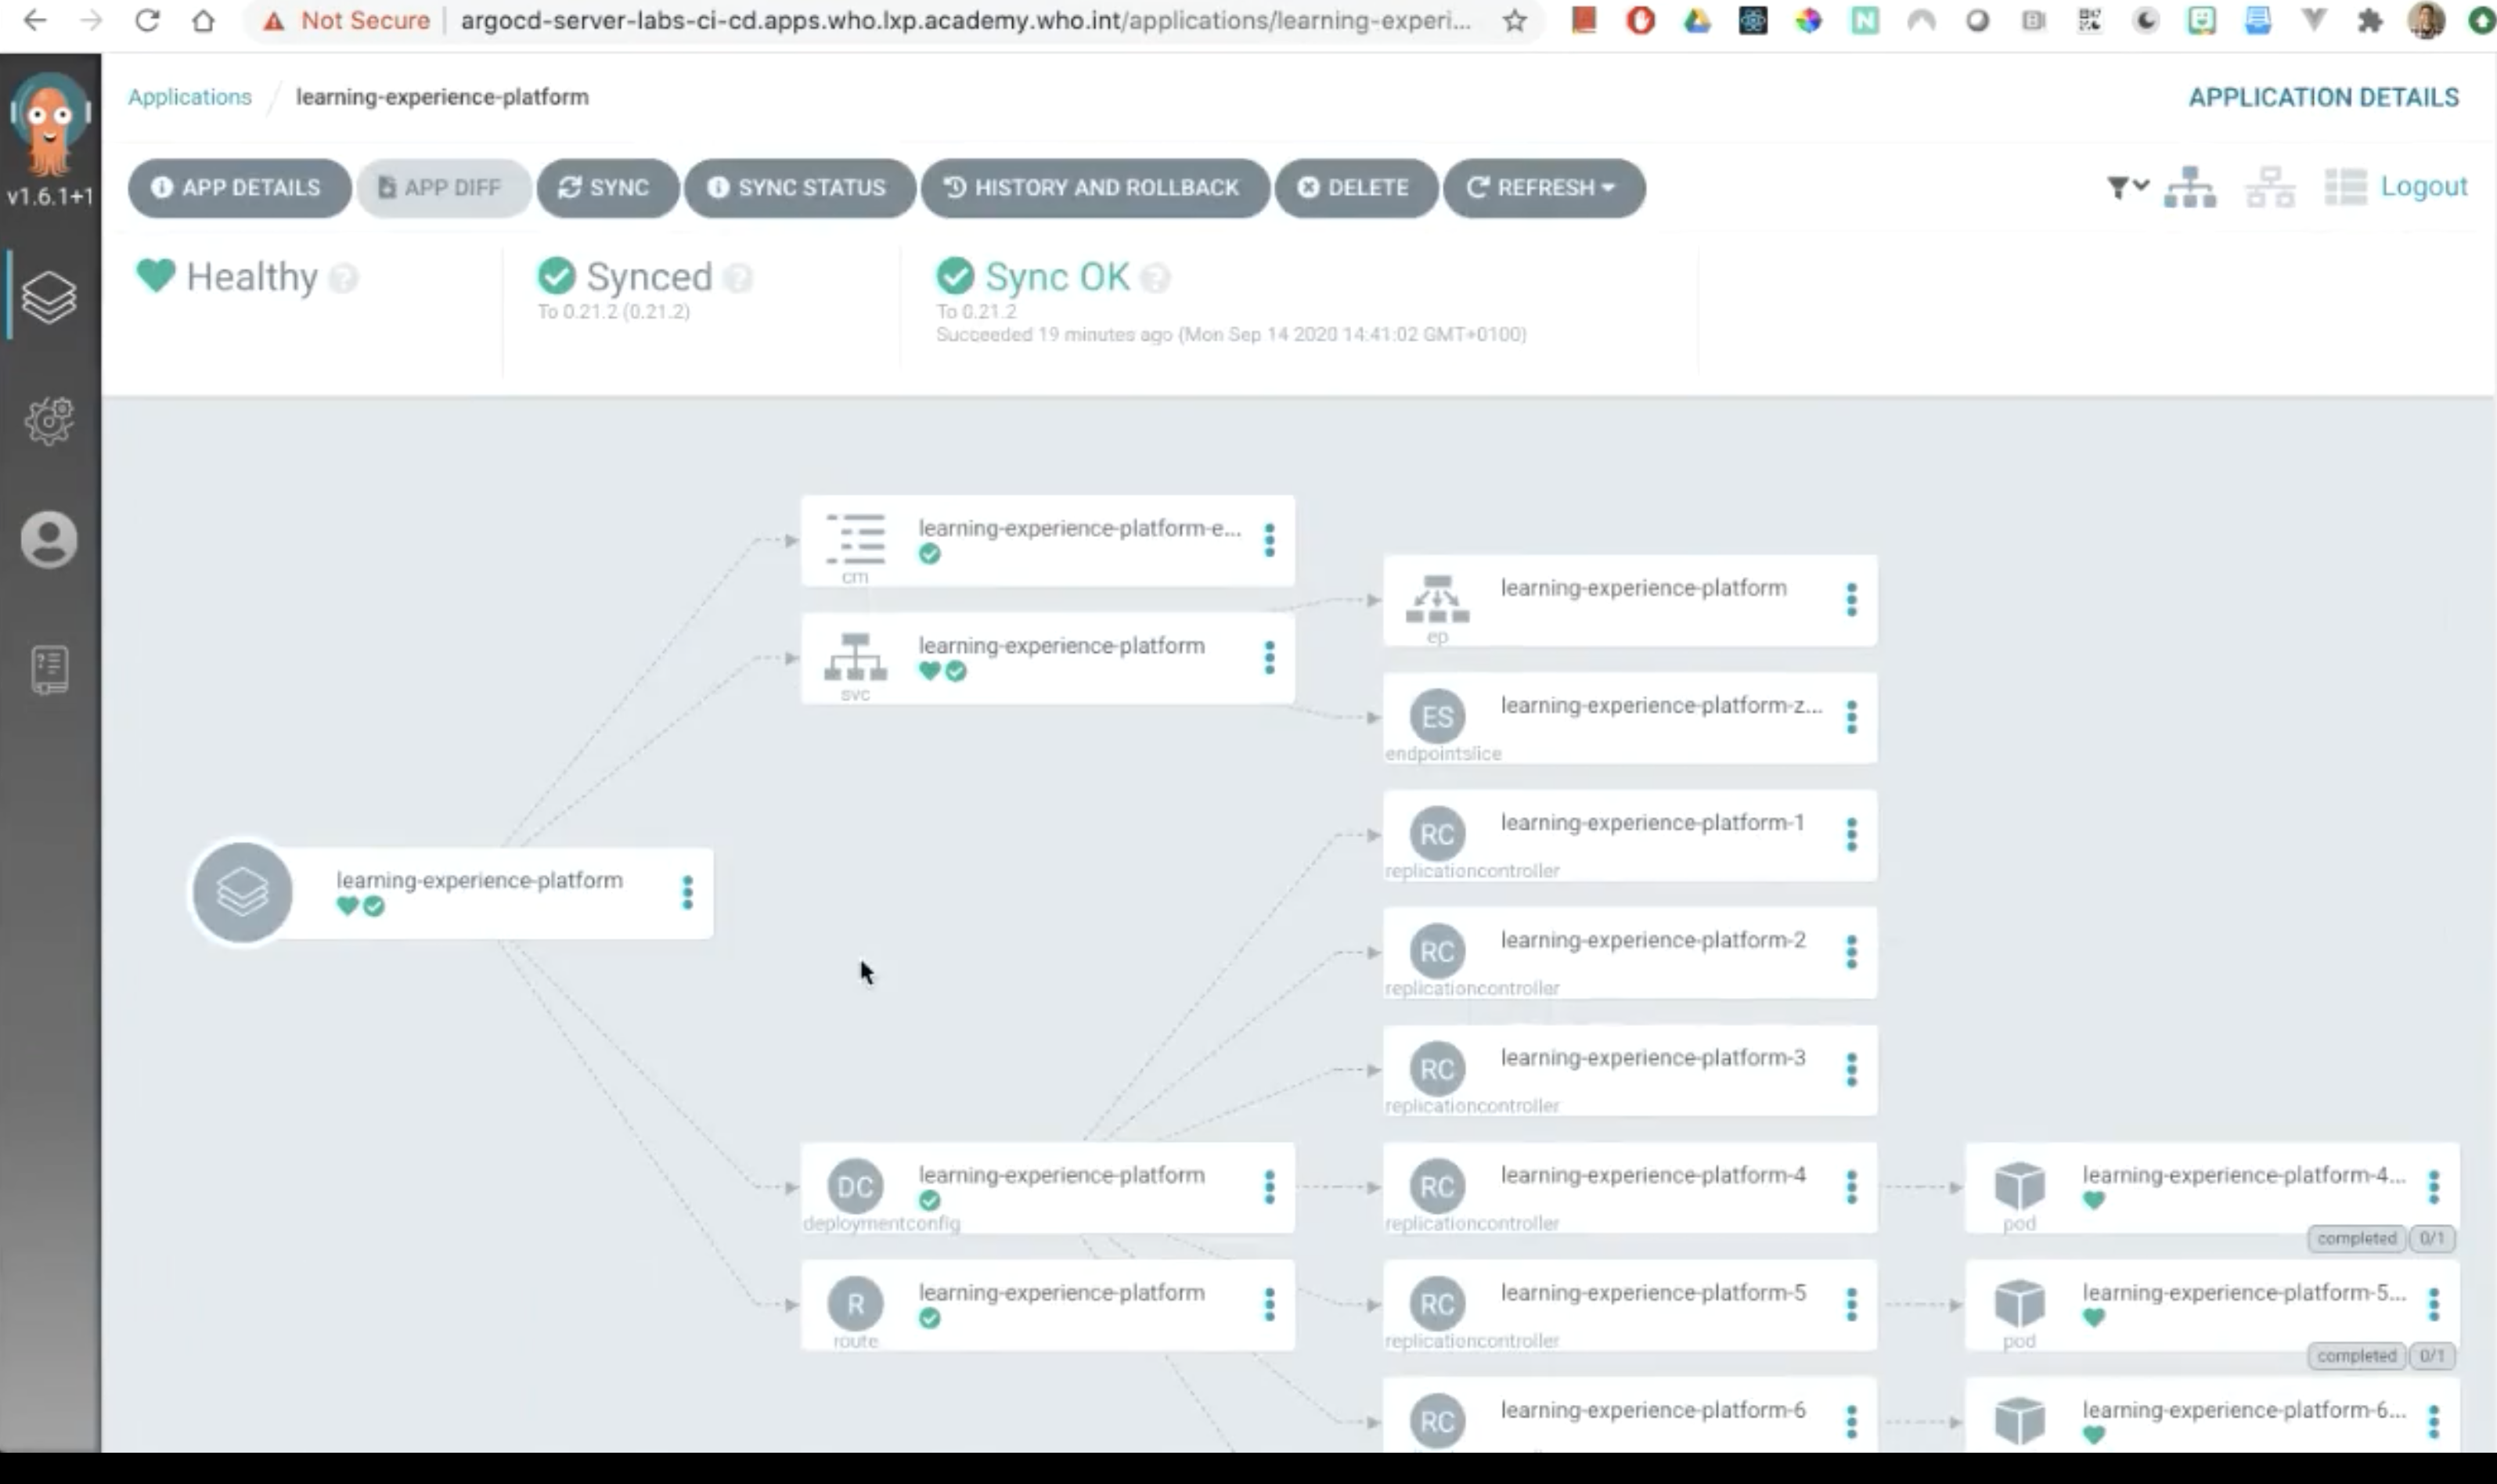 Not Secure
argocd-server-labs-ci-cd.apps.who.lxp.academy.who.int/applications/learning-experi...
Applications / learning-experience-platform
APPLICATION DETAILS
v1.6.1+1
APP DETAILS
APP DIFF
SYNC
SYNC STATUS
HISTORY AND ROLLBACK
DELETE
REFRESH
Logout
Healthy
Synced
To 0.21.2 (0.21.2)
Sync OK
To 0.21.2
Succeeded 19 minutes ago (Mon Sep 14 2020 14:41:02 GMT+0100)
learning-experience-platform-e...
cm
learning-experience-platform
svc
learning-experience-platform
ep
ES
learning-experience-platform-z...
endpointslice
RC
learning-experience-platform-1
replicationcontroller
learning-experience-platform
RC
learning-experience-platform-2
replicationcontroller
RC
learning-experience-platform-3
replicationcontroller
DC
learning-experience-platform
deploymentconfig
RC
learning-experience-platform-4
replicationcontroller
learning-experience-platform-4...
pod
completed 0/1
R
learning-experience-platform
route
RC
learning-experience-platform-5
replicationcontroller
learning-experience-platform-5...
pod
completed 0/1
RC
learning-experience-platform-6
learning-experience-platform-6...